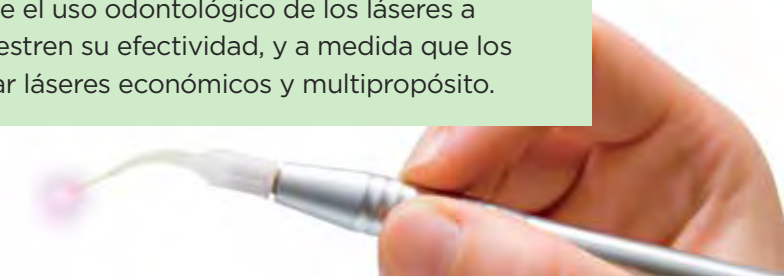 e el uso odontológico de los láseres a
estren su efectividad, y a medida que los
ar láseres económicos y multipropósito.